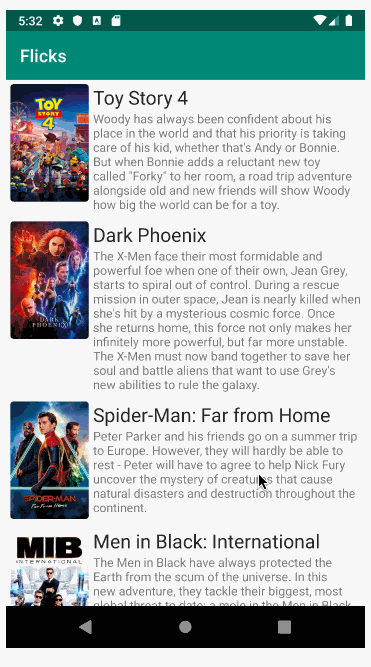 5:32
Flicks
TOY STORY 4
Toy Story 4
Woody has always been confident about his
place in the world and that his priority is taking
care of his kid, whether that's Andy or Bonnie.
But when Bonnie adds a reluctant new toy
called "Forky" to her room, a road trip adventure
alongside old and new friends will show Woody
how big the world can be for a toy.
DARK PHOENIX
Dark Phoenix
The X-Men face their most formidable and
powerful foe when one of their own, Jean Grey,
starts to spiral out of control. During a rescue
mission in outer space, Jean is nearly killed when
she's hit by a mysterious cosmic force. Once
she returns home, this force not only makes her
infinitely more powerful, but far more unstable.
The X-Men must now band together to save her
soul and battle aliens that want to use Grey's
new abilities to rule the galaxy.
SPIDER-MAN
Far From Home
Spider-Man: Far from Home
Peter Parker and his friends go on a summer trip
to Europe. However, they will hardly be able to
rest - Peter will have to agree to help Nick Fury
uncover the mystery of creatures that cause
natural disasters and destruction throughout the
continent.
MIB
INTERNATIONAL
Men in Black: International
The Men in Black have always protected the
Earth from the scum of the universe. In this
new adventure, they tackle their biggest, most
global threat to date: a mole in the Men in Black